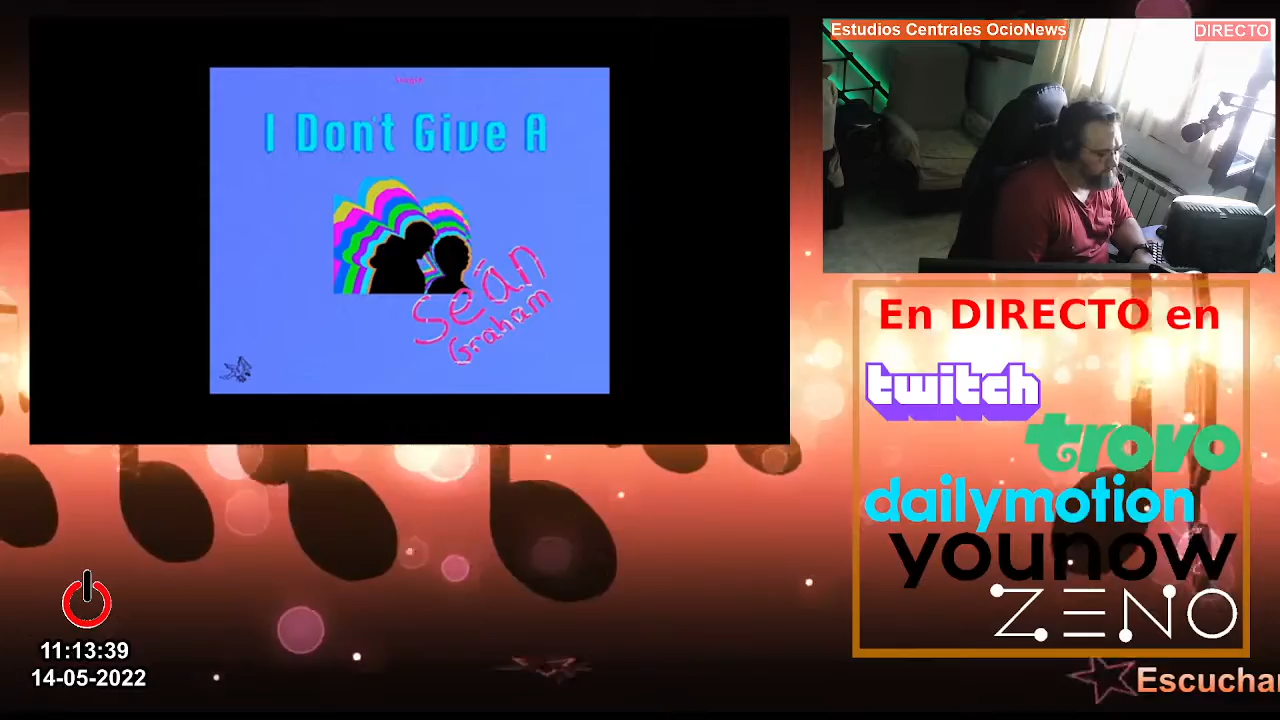 Single
I Don't Give A
Seán
Graham
Estudios Centrales OcioNews
DIRECTO
En DIRECTO en
twitch
trovo
dailymotion
younow
ZENO
11:13:39
14-05-2022
Escuchar